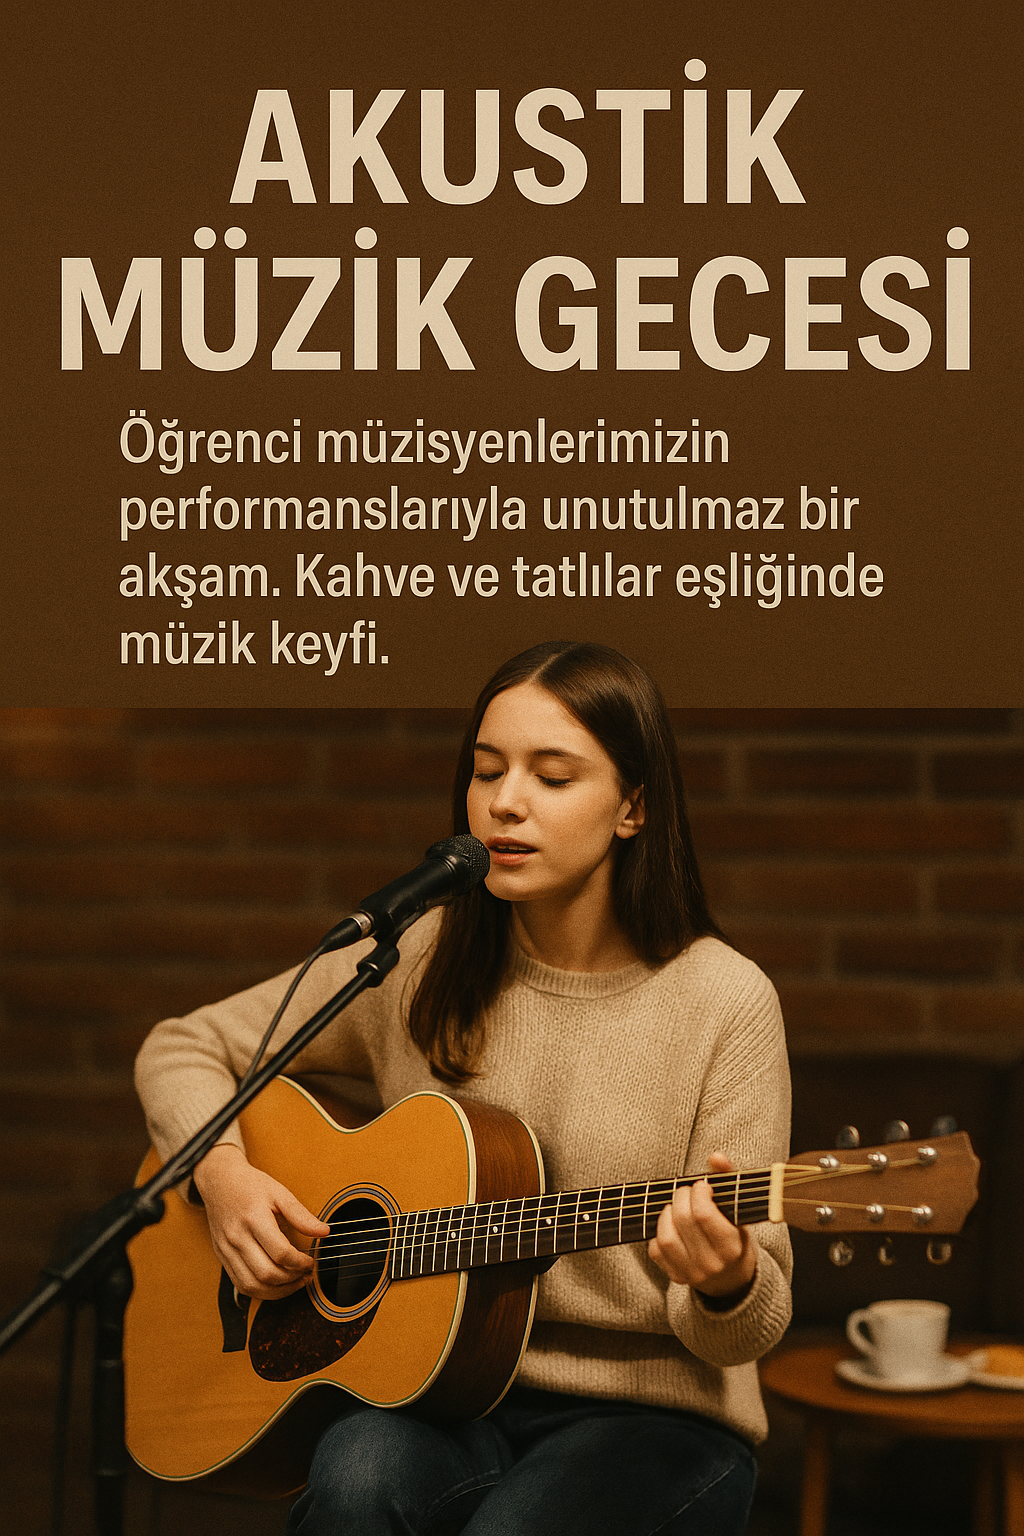 AKUSTİK
MÜZİK GECESİ
Öğrenci müzisyenlerimizin
performanslarıyla unutulmaz bir
akşam. Kahve ve tatlılar eşliğinde
müzik keyfi.